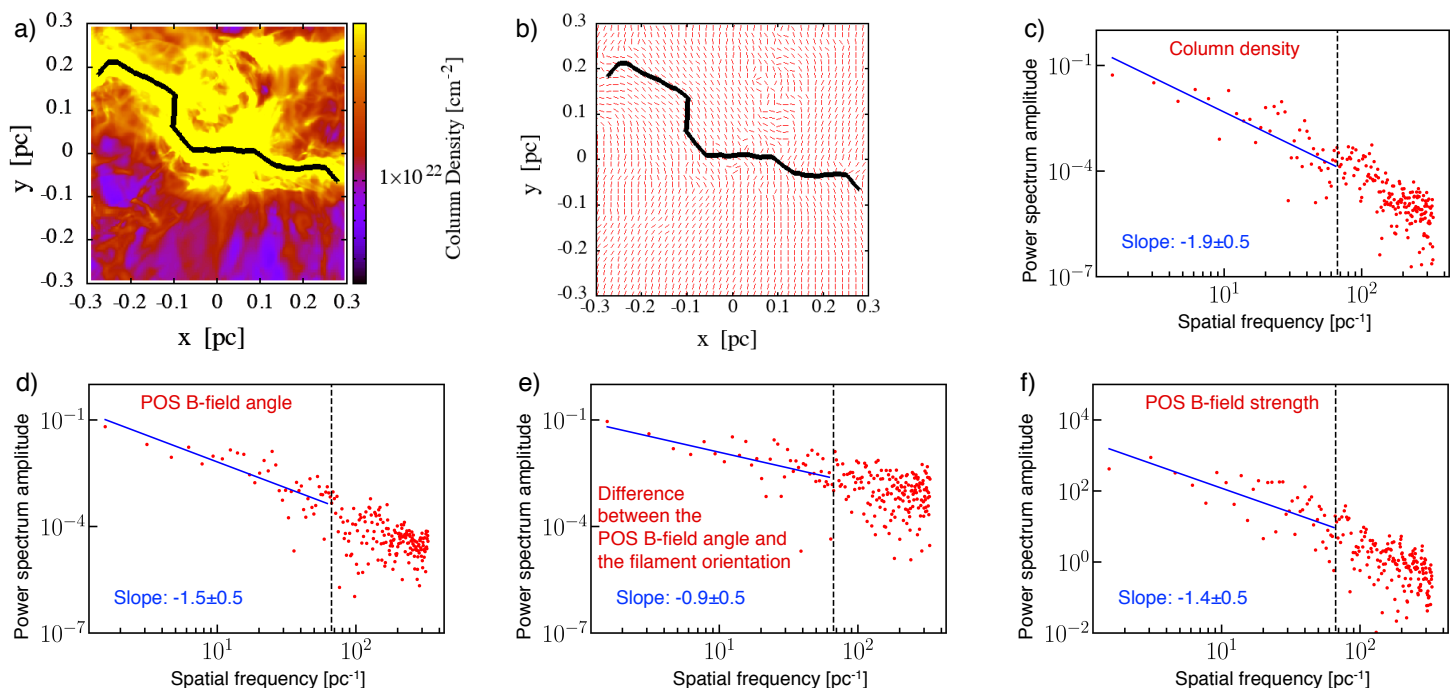 a)
0.3
0.2
0.1
0
-0.1
-0.2
-0.3
y [pc]
-0.3 -0.2 -0.1 0 0.1 0.2 0.3
x [pc]
1×10^22
Column Density [cm^-2]
b)
0.3
0.2
0.1
0
-0.1
-0.2
-0.3
y [pc]
-0.3 -0.2 -0.1 0 0.1 0.2 0.3
x [pc]
c)
Column density
Power spectrum amplitude
10^-1
10^-4
10^-7
Slope: -1.9±0.5
10^1 10^2
Spatial frequency [pc^-1]
d)
POS B-field angle
Power spectrum amplitude
10^-1
10^-4
10^-7
Slope: -1.5±0.5
10^1 10^2
Spatial frequency [pc^-1]
e)
Power spectrum amplitude
10^-1
10^-4
10^-7
Difference
between the
POS B-field angle and
the filament orientation
Slope: -0.9±0.5
10^1 10^2
Spatial frequency [pc^-1]
f)
POS B-field strength
Power spectrum amplitude
10^4
10^2
10^0
10^-2
Slope: -1.4±0.5
10^1 10^2
Spatial frequency [pc^-1]